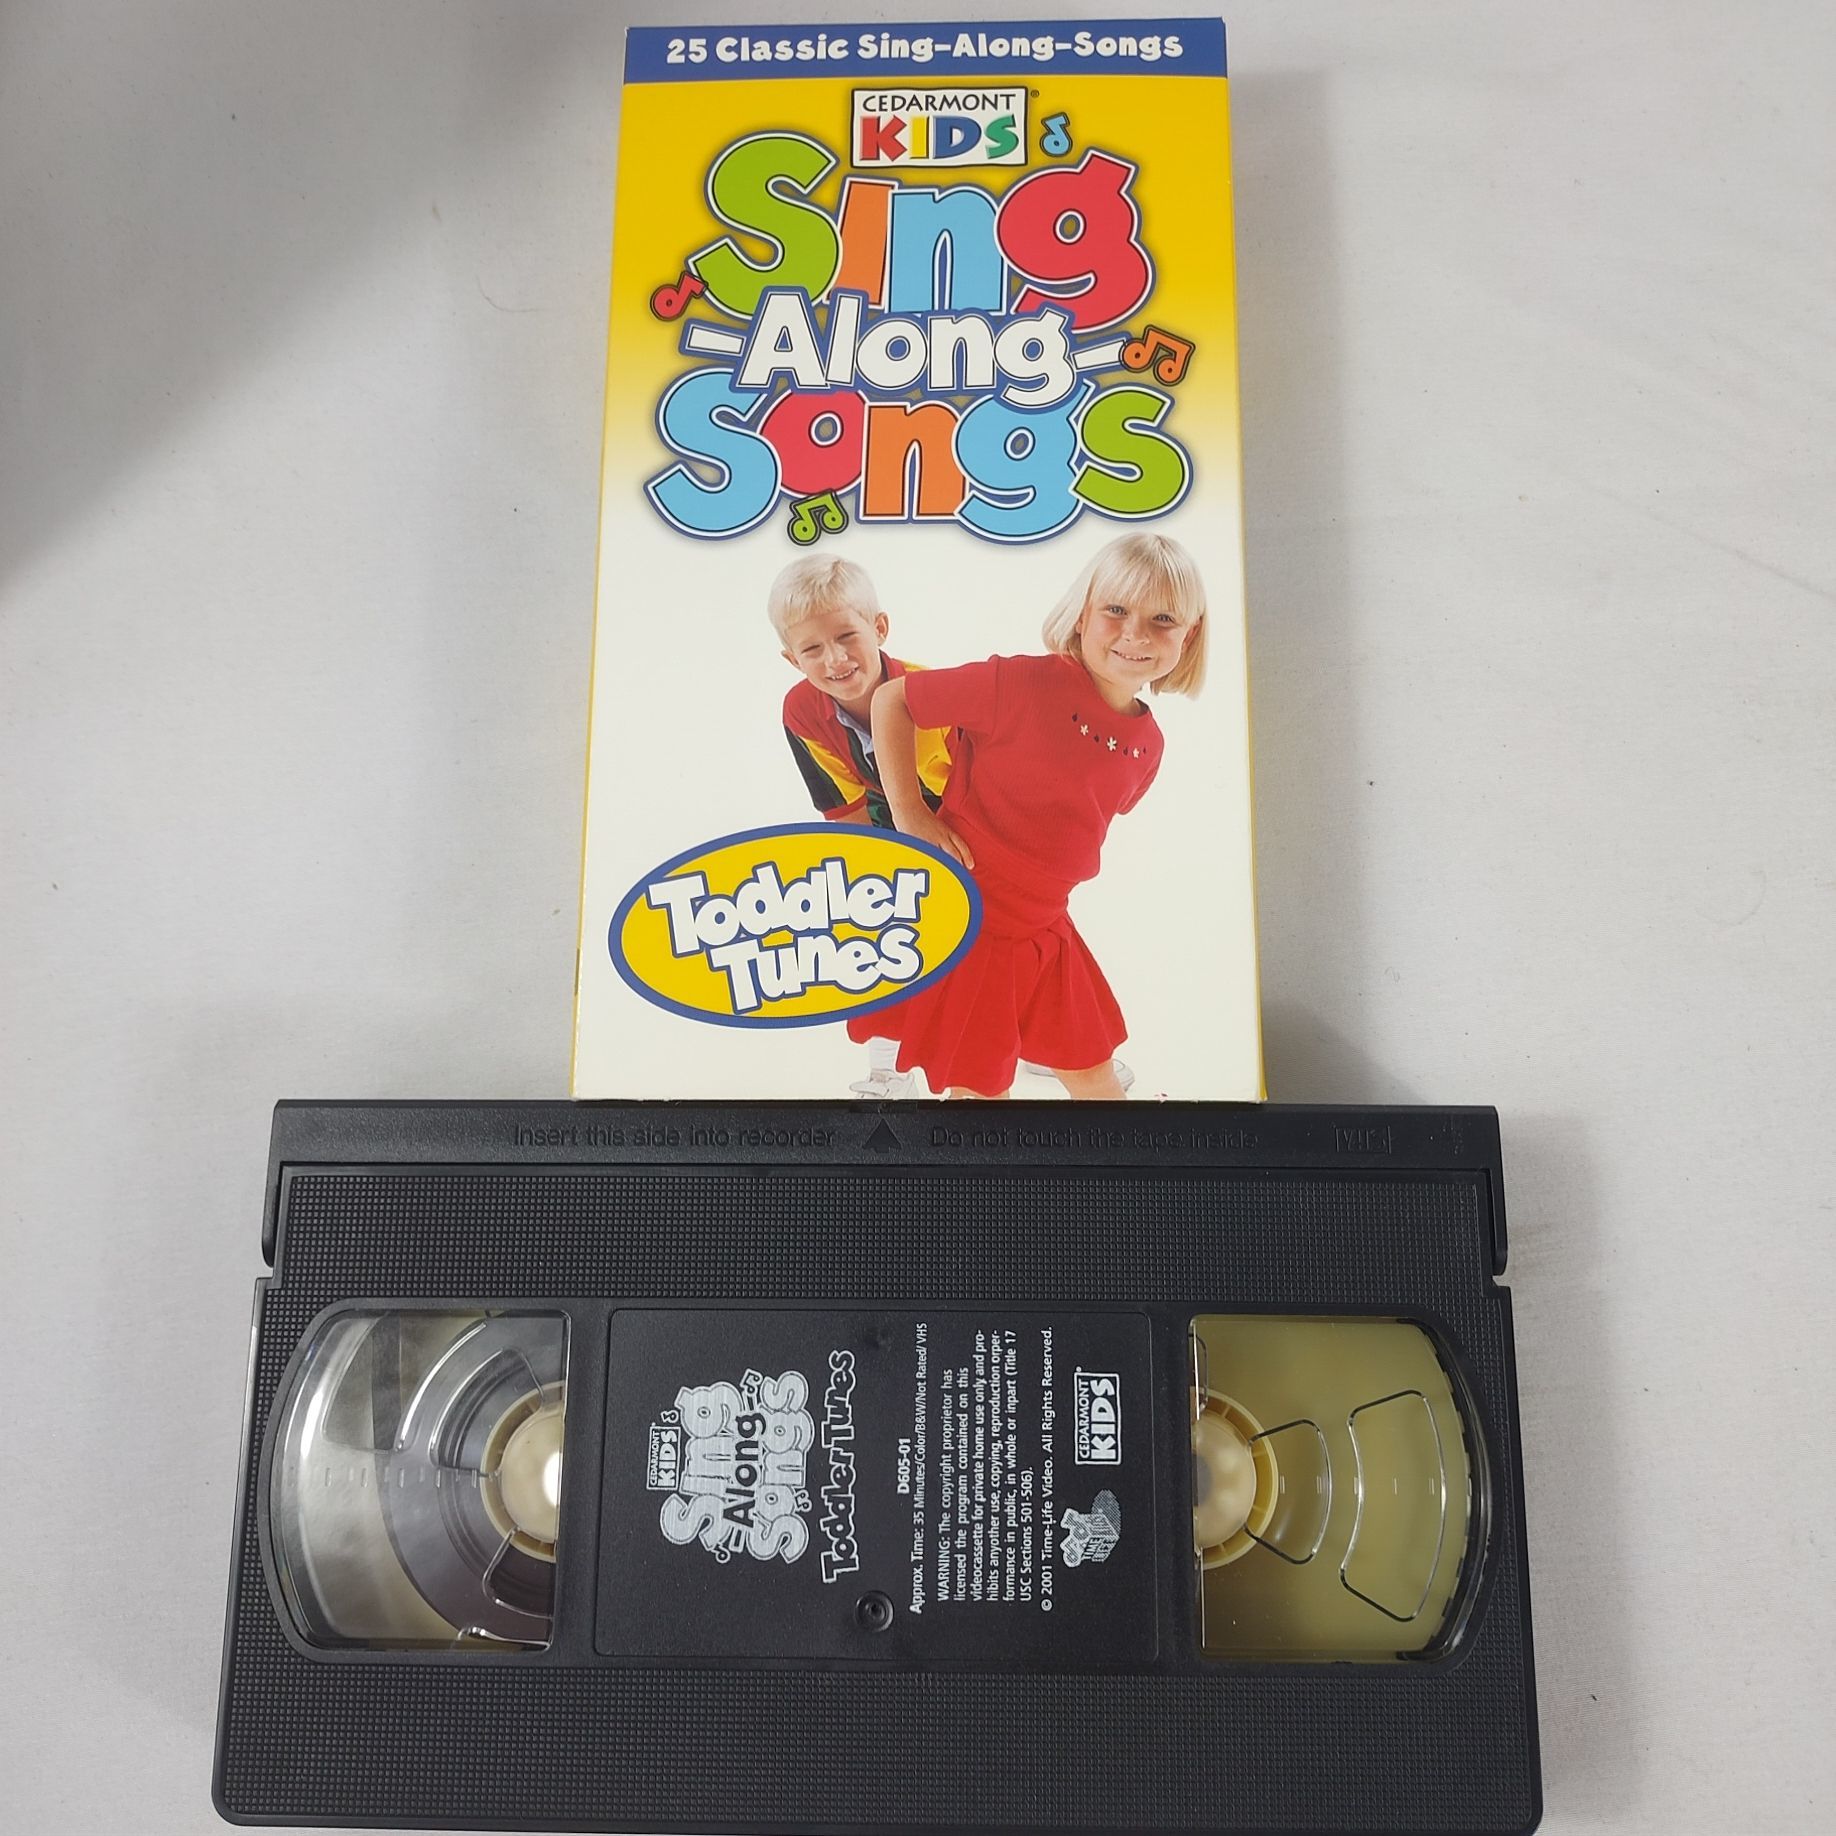 25 Classic Sing-Along-Songs
CEDARMONT
KIDS®
Sing
-Along-
Songs
Toddler
Tunes
Insert this side into recorder ▲ Do not touch the tape inside VHS
CEDARMONT
KIDS®
Sing
-Along-
Songs
Toddler Tunes
D605-01
Approx. Time: 35 Minutes/Color/B&W/Not Rated/ VHS
WARNING: The copyright proprietor has
licensed the program contained on this
videocassette for private home use only and pro-
hibits anyother use, copying, reproduction orper-
formance in public, in whole or inpart (Title 17
USC Sections 501-506).
© 2001 Time-Life Video. All Rights Reserved.
TIME
LIFE
CEDARMONT
KIDS